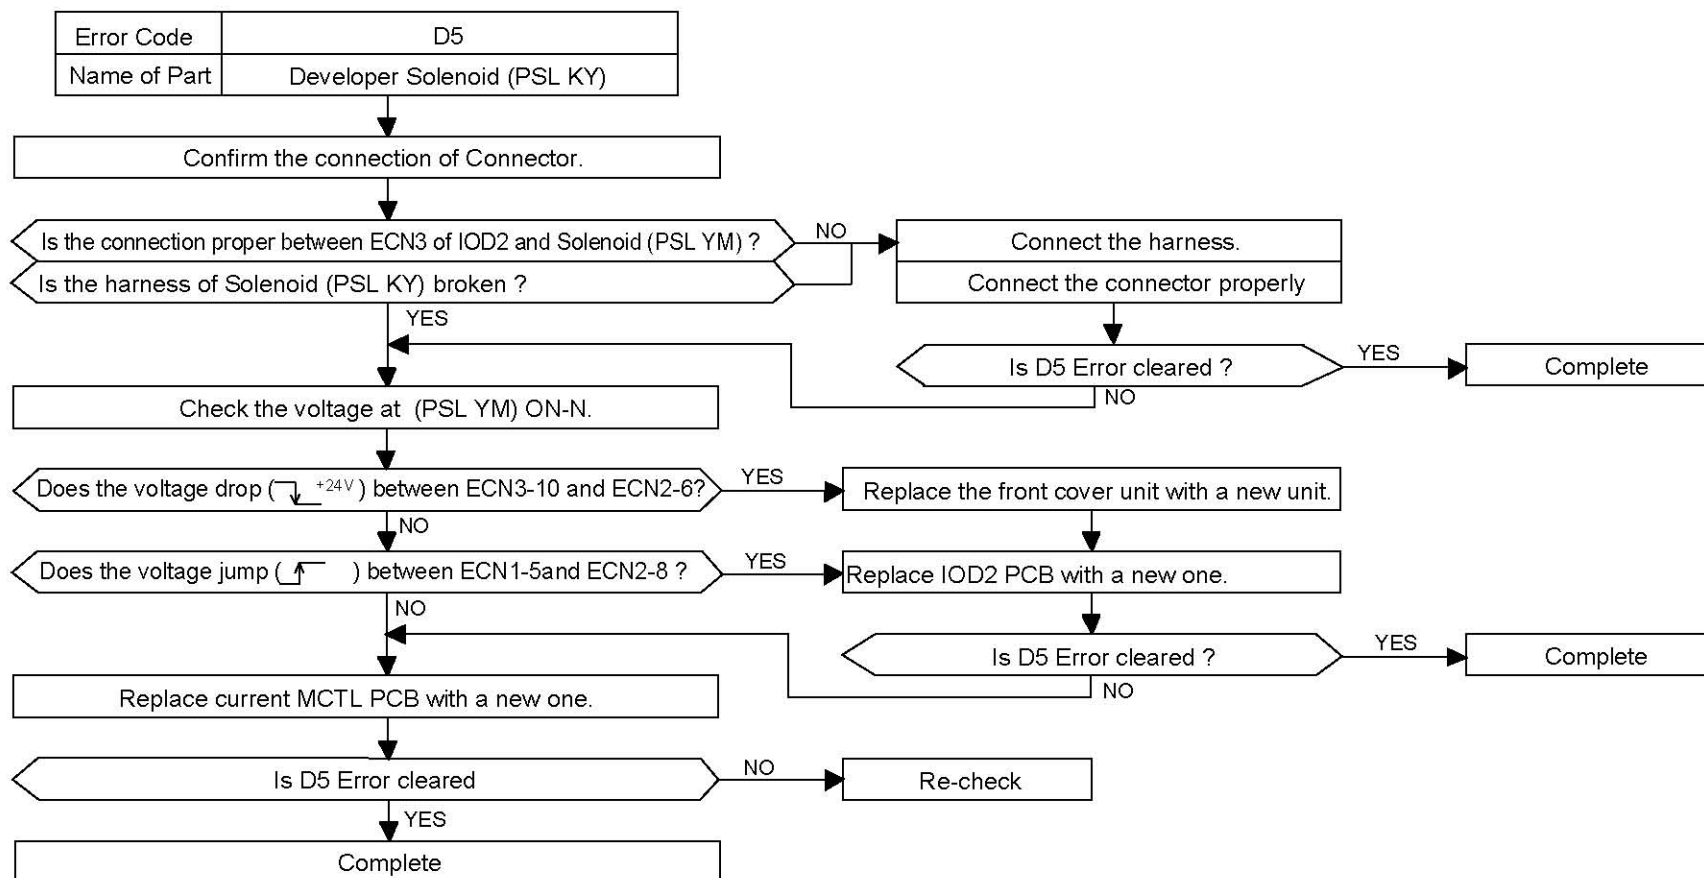 Error Code D5
Name of Part Developer Solenoid (PSL KY)
Confirm the connection of Connector.
Is the connection proper between ECN3 of IOD2 and Solenoid (PSL YM) ?
NO
Connect the harness.
Is the harness of Solenoid (PSL KY) broken ?
Connect the connector properly
YES
Is D5 Error cleared ?
YES
Complete
NO
Check the voltage at (PSL YM) ON-N.
Does the voltage drop ( +24V ) between ECN3-10 and ECN2-6?
YES
Replace the front cover unit with a new unit.
NO
Does the voltage jump ( ) between ECN1-5and ECN2-8 ?
YES
Replace IOD2 PCB with a new one.
NO
Is D5 Error cleared ?
YES
Complete
NO
Replace current MCTL PCB with a new one.
Is D5 Error cleared
NO
Re-check
YES
Complete